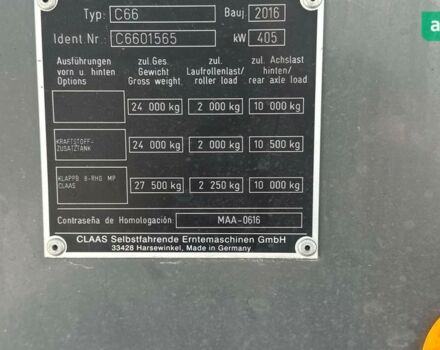 Typ: C66 Bauj. 2016
Ident.Nr.: C6601565 kW 405
Ausführungen vorn u. hinten Options zul. Ges. Gewicht Gross weight zul. Laufrollenlast/ roller load zul. Achslast hinten/ rear axle load
24 000 kg 2 000 kg 10 000 kg
KRAFTSTOFF- ZUSATZTANK 24 000 kg 2 000 kg 10 500 kg
KLAPPB. 8-RHG MP CLAAS 27 500 kg 2 250 kg 10 000 kg
Contraseña de Homologación: MAA-0616
CLAAS Selbstfahrende Erntemaschinen GmbH
33428 Harsewinkel, Made in Germany